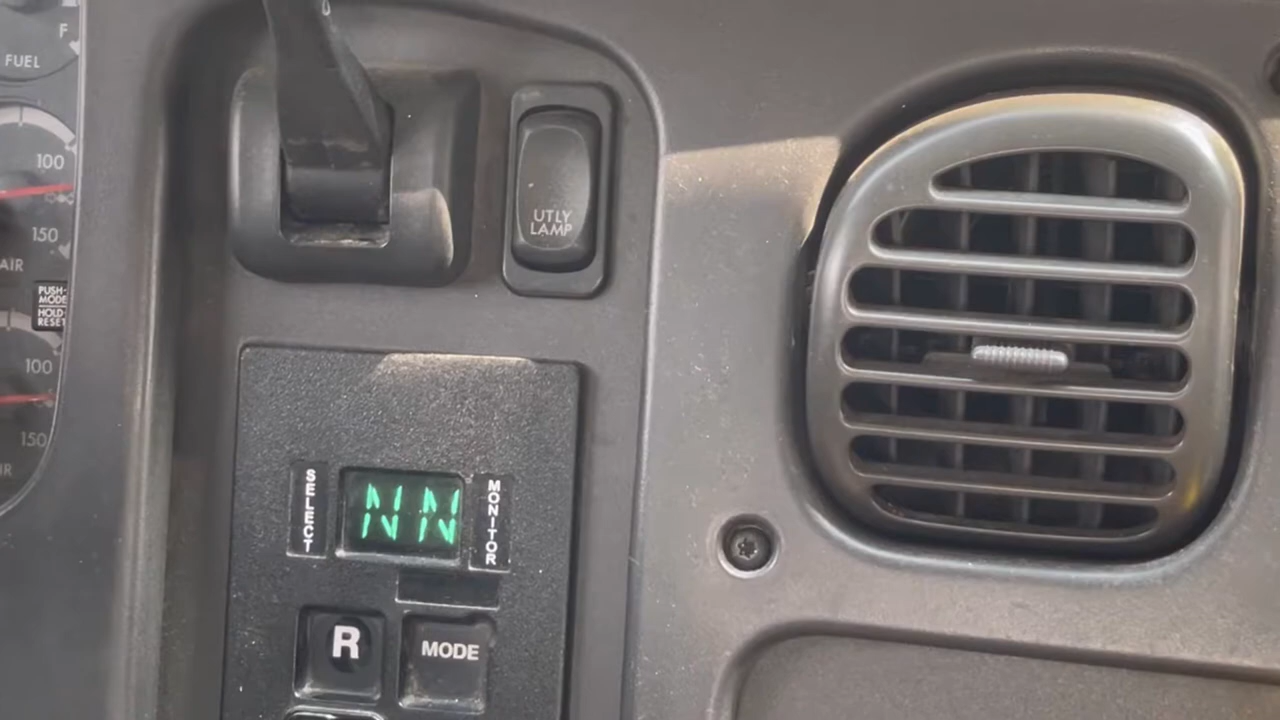 F
FUEL
100
150
AIR
PUSH-
MODE
HOLD-
RESET
100
150
UTLY
LAMP
SELECT
NN
MONITOR
R
MODE